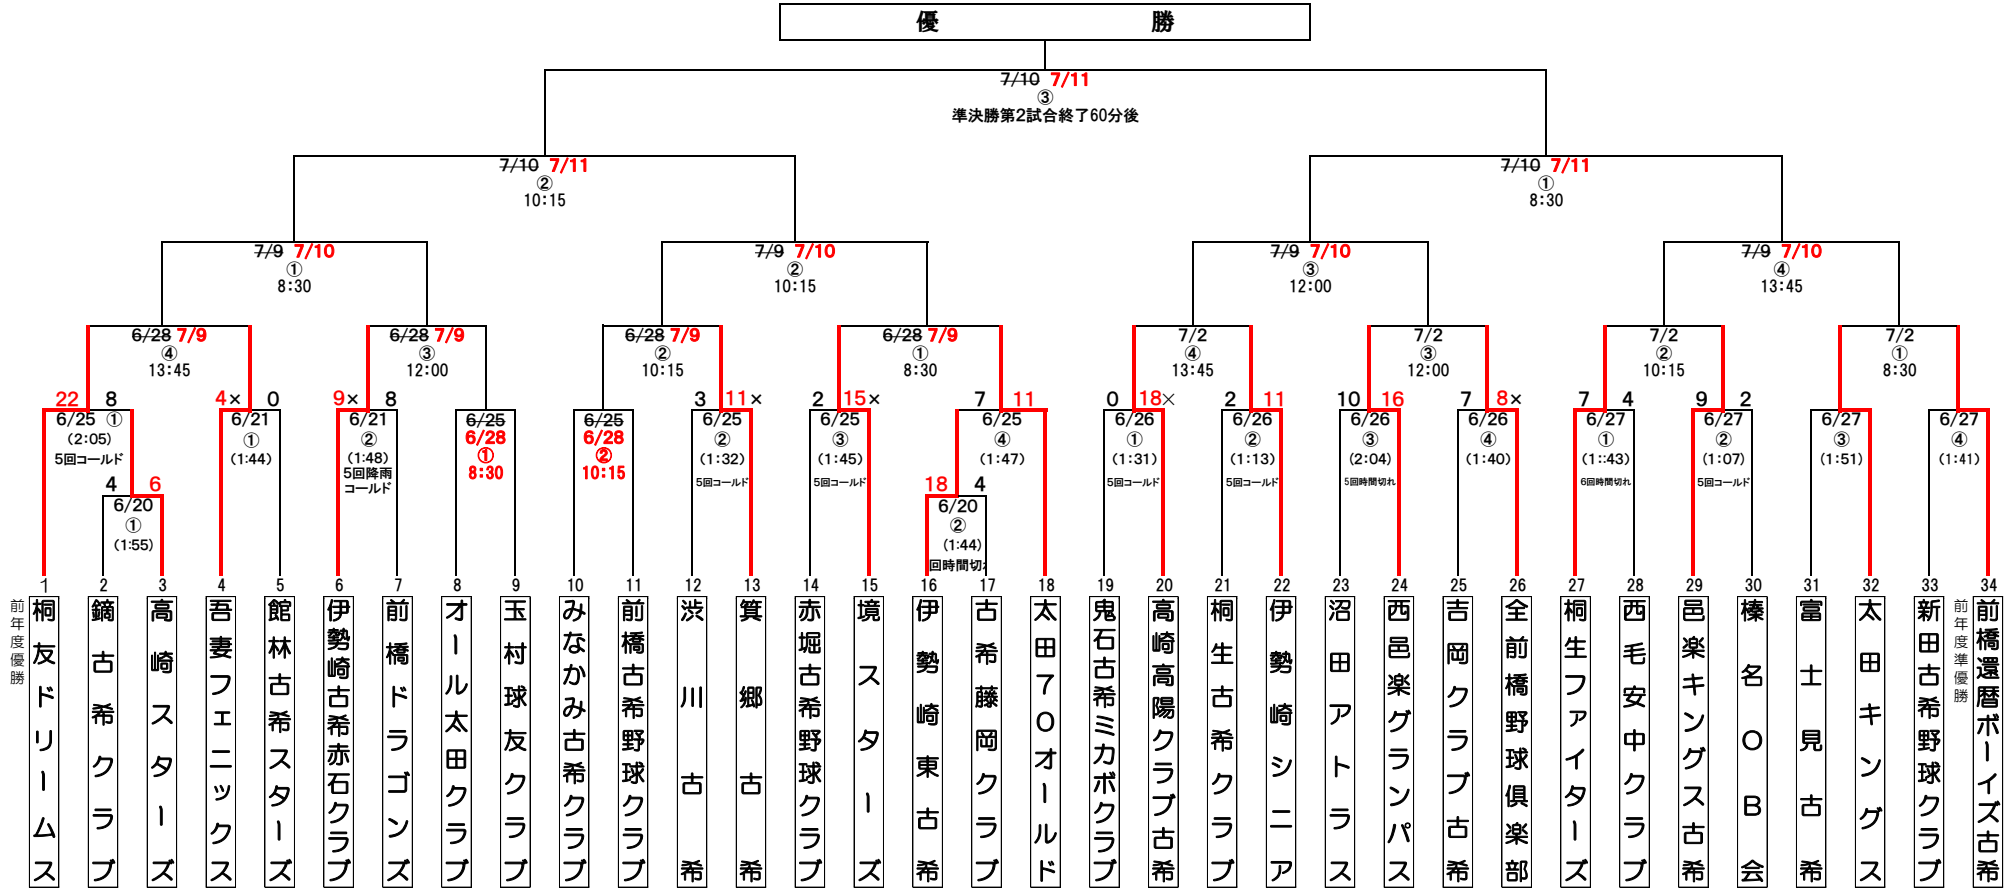 優勝
7/10 7/11
③
準決勝第2試合終了60分後
7/10 7/11
②
10:15
7/10 7/11
①
8:30
7/9 7/10
①
8:30
7/9 7/10
②
10:15
7/9 7/10
③
12:00
7/9 7/10
④
13:45
6/28 7/9
④
13:45
6/28 7/9
③
12:00
6/28 7/9
②
10:15
6/28 7/9
①
8:30
7/2
④
13:45
7/2
③
12:00
7/2
②
10:15
7/2
①
8:30
22 8
6/25 ①
(2:05)
5回コールド
4 6
6/20
①
(1:55)
4× 0
6/21
①
(1:44)
9× 8
6/21
②
(1:48)
5回降雨
コールド
6/25
6/28
①
8:30
6/25
6/28
②
10:15
3 11×
6/25
②
(1:32)
5回コールド
2 15×
6/25
③
(1:45)
5回コールド
7 11
6/25
④
(1:47)
18 4
6/20
②
(1:44)
回時間切れ
0 18×
6/26
①
(1:31)
5回コールド
2 11
6/26
②
(1:13)
5回コールド
10 16
6/26
③
(2:04)
5回時間切れ
7 8×
6/26
④
(1:40)
7 4
6/27
①
(1::43)
6回時間切れ
9 2
6/27
②
(1:07)
5回コールド
6/27
③
(1:51)
6/27
④
(1:41)
前年度優勝
1 桐友ドリームス
2 鏑古希クラブ
3 高崎スターズ
4 吾妻フェニックス
5 館林古希スターズ
6 伊勢崎古希赤石クラブ
7 前橋ドラゴンズ
8 オール太田クラブ
9 玉村球友クラブ
10 みなかみ古希クラブ
11 前橋古希野球クラブ
12 渋川古希
13 箕郷古希
14 赤堀古希野球クラブ
15 境スターズ
16 伊勢崎東古希
17 古希藤岡クラブ
18 太田70オールド
19 鬼石古希ミカボクラブ
20 高崎高陽クラブ古希
21 桐生古希クラブ
22 伊勢崎シニア
23 沼田アトラス
24 西邑楽グランパス
25 吉岡クラブ古希
26 全前橋野球倶楽部
27 桐生ファイターズ
28 西毛安中クラブ
29 邑楽キングス古希
30 榛名OB会
31 富士見古希
32 太田キングス
33 新田古希野球クラブ
前年度準優勝
34 前橋還暦ボーイズ古希